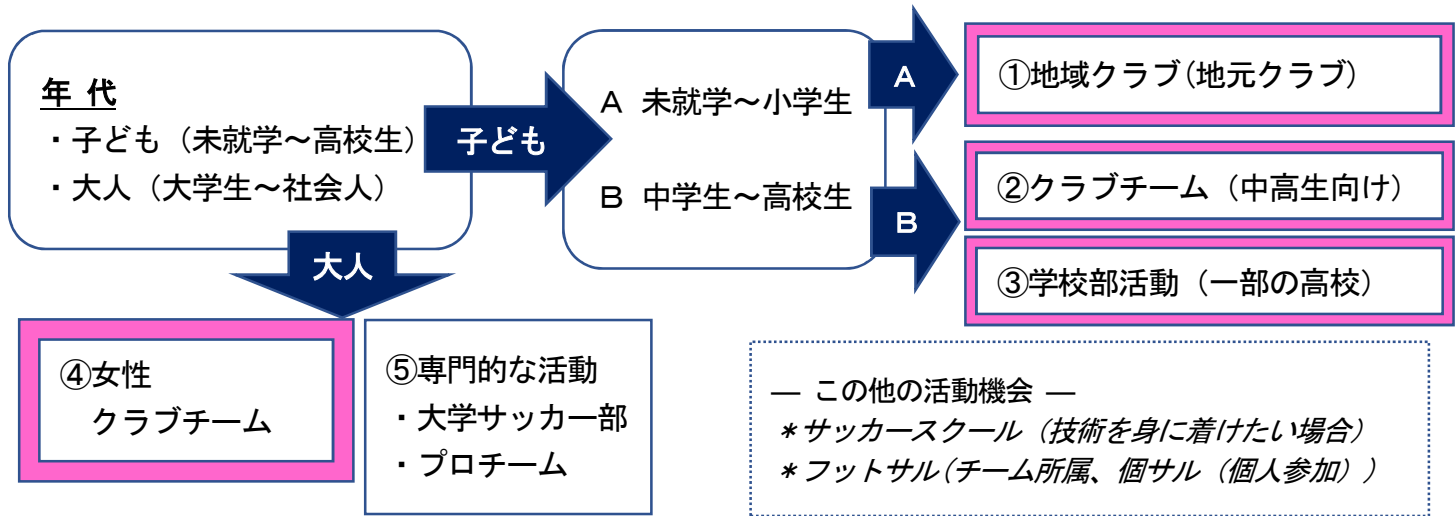 年 代
・子ども（未就学～高校生）
・大人（大学生～社会人）
子ども
大人
A 未就学～小学生
B 中学生～高校生
A
B
①地域クラブ（地元クラブ）
②クラブチーム（中高生向け）
③学校部活動（一部の高校）
④女性
クラブチーム
⑤専門的な活動
・大学サッカー部
・プロチーム
― この他の活動機会 ―
＊サッカースクール（技術を身に着けたい場合）
＊フットサル（チーム所属、個サル（個人参加））